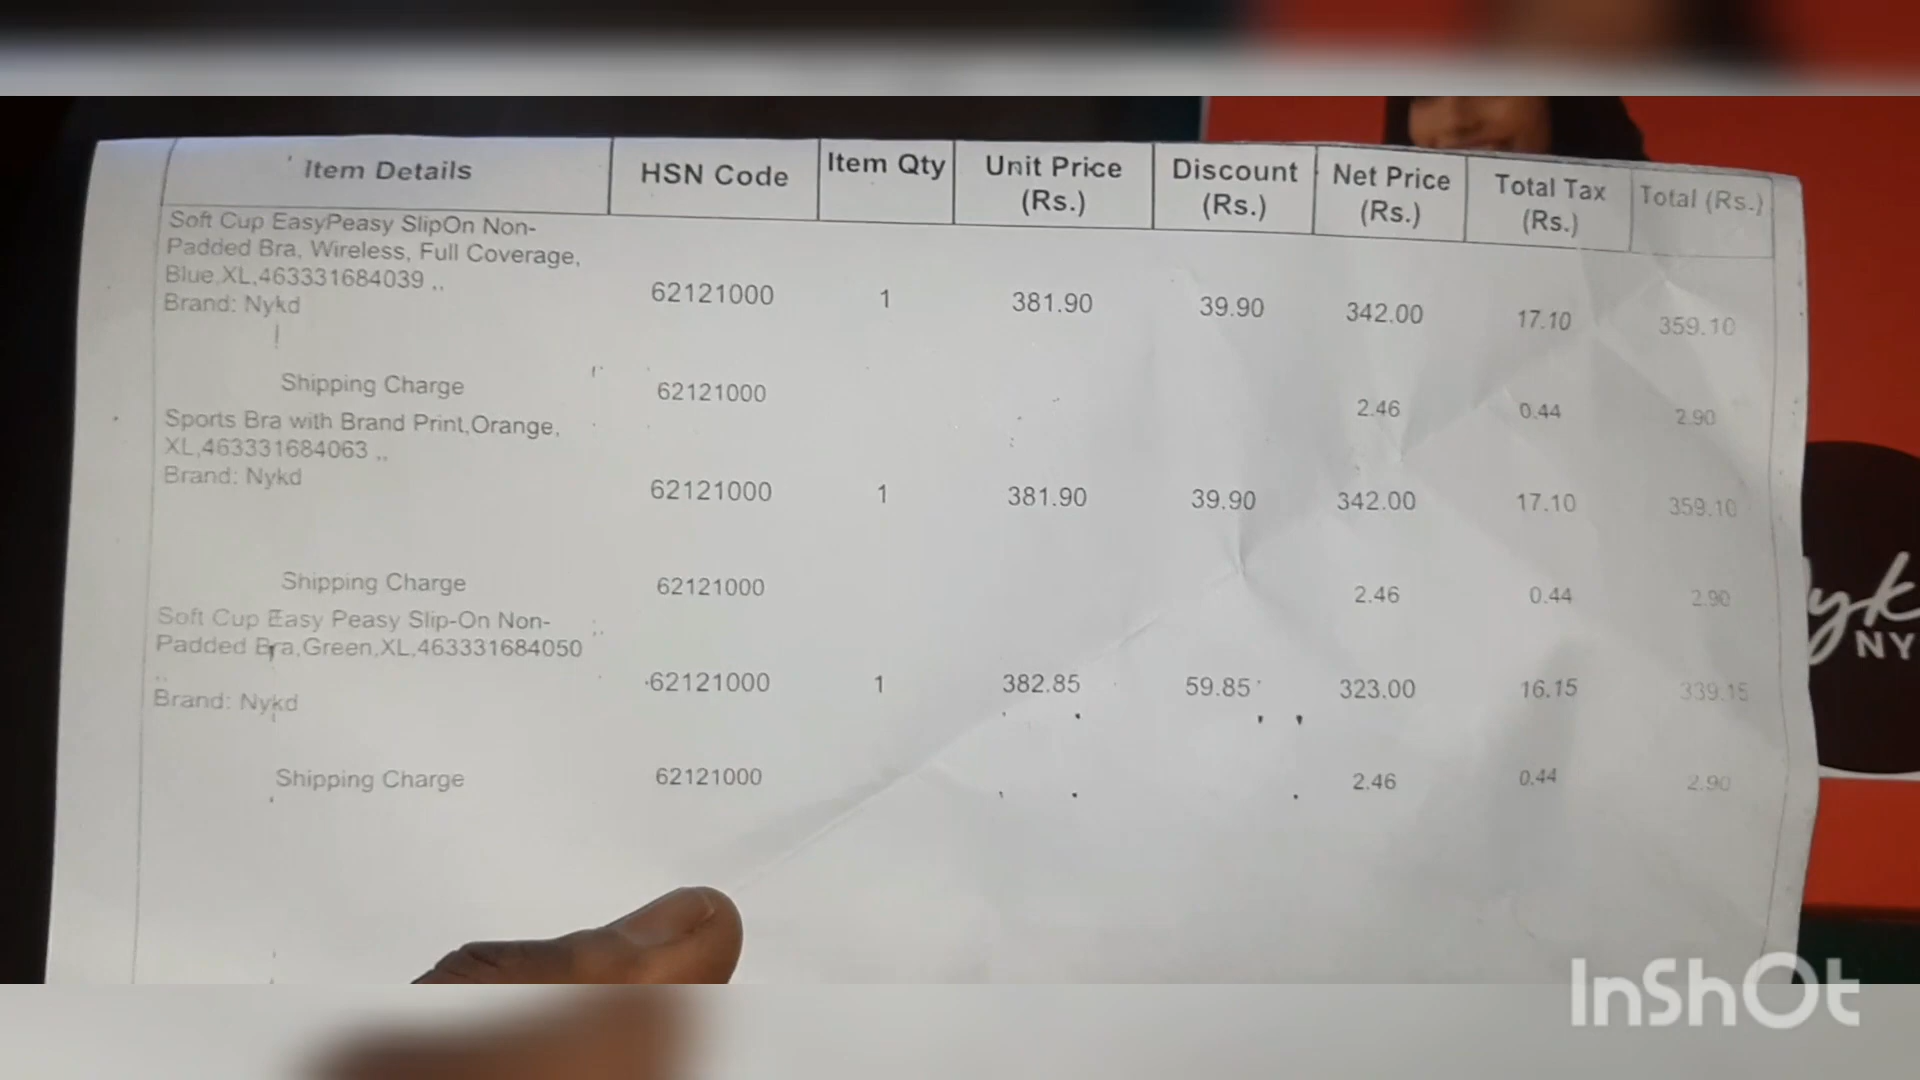 Item Details HSN Code Item Qty Unit Price (Rs.) Discount (Rs.) Net Price (Rs.) Total Tax (Rs.) Total (Rs.)
Soft Cup EasyPeasy SlipOn Non-
Padded Bra, Wireless, Full Coverage,
Blue,XL,463331684039 ,,
Brand: Nykd
62121000 1 381.90 39.90 342.00 17.10 359.10
Shipping Charge 62121000 2.46 0.44 2.90
Sports Bra with Brand Print,Orange,
XL,463331684063 ,,
Brand: Nykd
62121000 1 381.90 39.90 342.00 17.10 359.10
Shipping Charge 62121000 2.46 0.44 2.90
Soft Cup Easy Peasy Slip-On Non-
Padded Bra,Green,XL,463331684050
,,
Brand: Nykd
62121000 1 382.85 59.85 323.00 16.15 339.15
Shipping Charge 62121000 2.46 0.44 2.90
yk
NY
InShOt